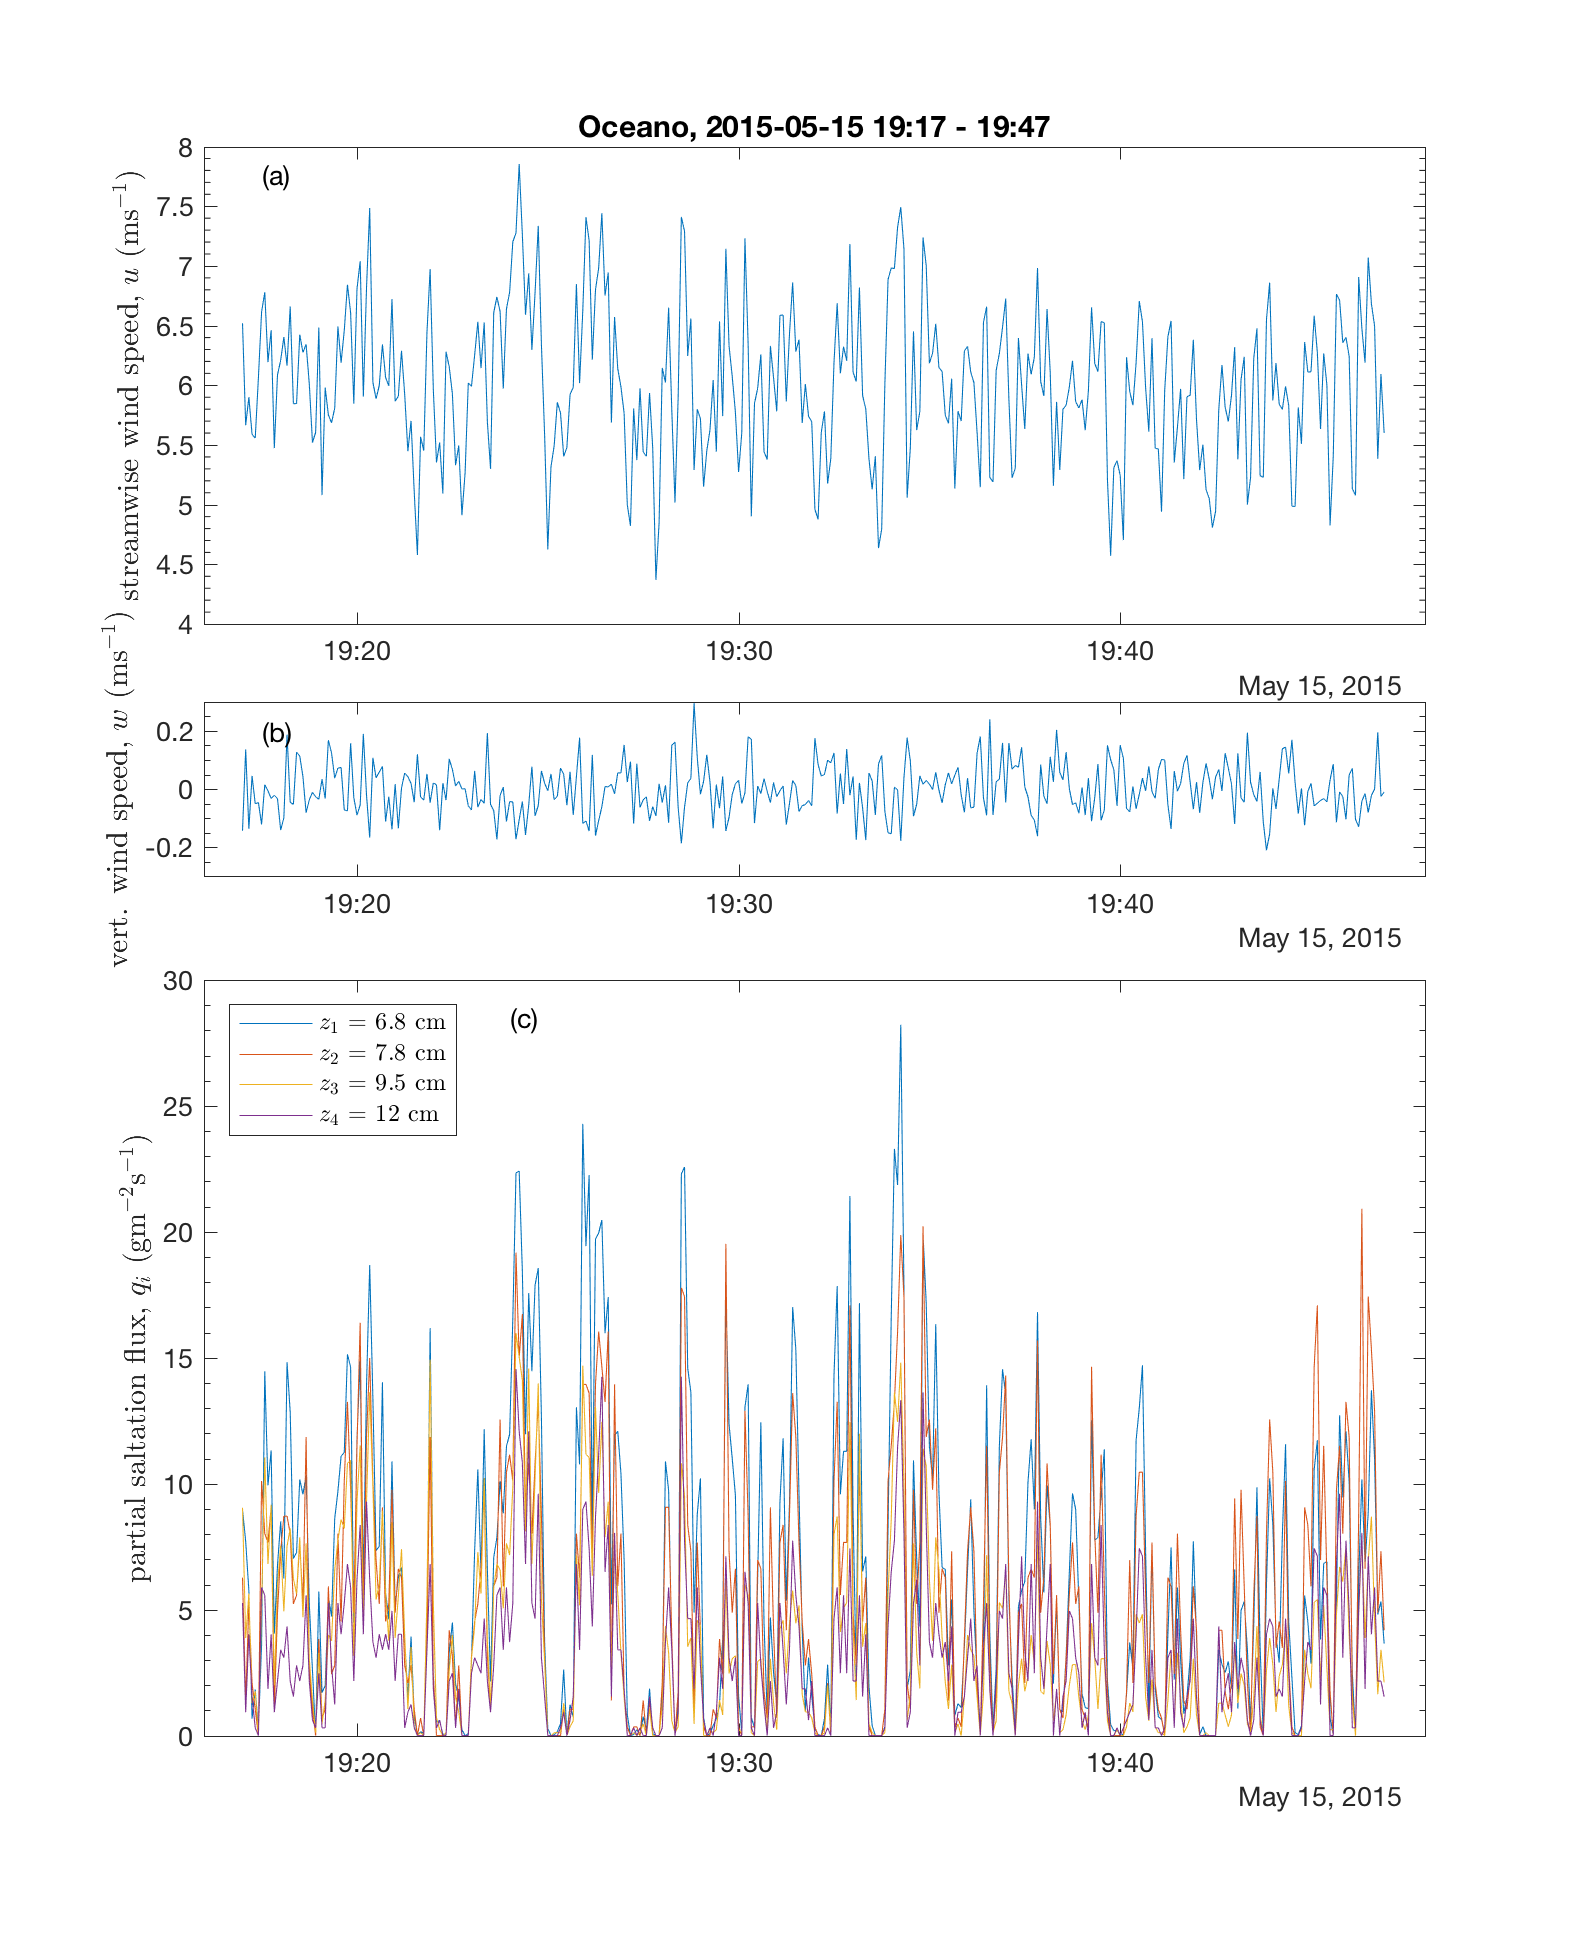 Oceano, 2015-05-15 19:17 - 19:47
(a)
streamwise wind speed, u (ms⁻¹)
8
7.5
7
6.5
6
5.5
5
4.5
4
19:20 19:30 19:40
May 15, 2015
(b)
vert. wind speed, w (ms⁻¹)
0.2
0
-0.2
19:20 19:30 19:40
May 15, 2015
(c)
partial saltation flux, qᵢ (gm⁻²s⁻¹)
30
25
20
15
10
5
0
z₁ = 6.8 cm
z₂ = 7.8 cm
z₃ = 9.5 cm
z₄ = 12 cm
19:20 19:30 19:40
May 15, 2015